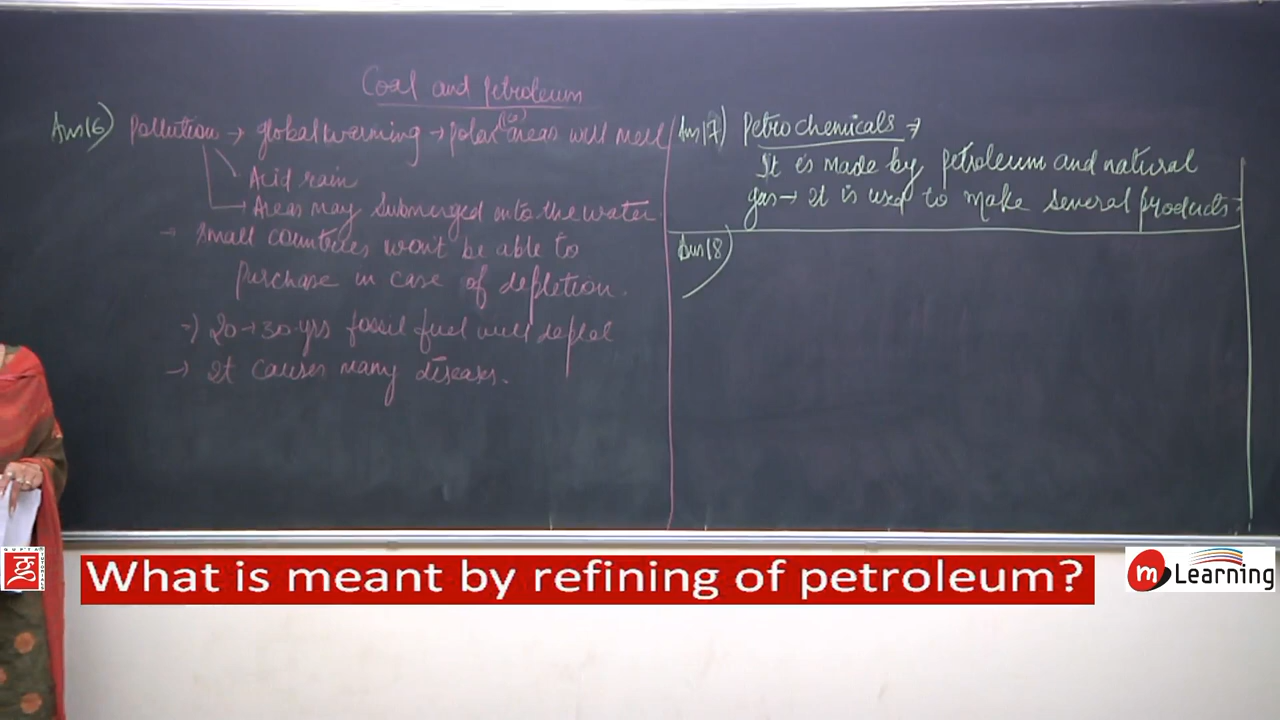 Coal and petroleum
Ans16) Pollution → global warming → polar areas will melt
Acid rain
Areas may submerged into the water.
→ Small countries won't be able to
purchase in case of depletion.
→ 20→30 yrs fossil fuel will deplet
→ It causes many diseases.
Ans17) Petrochemicals →
It is made by petroleum and natural
gas → It is used to make several products.
Ans18)
What is meant by refining of petroleum?
GUPTA
m Learning